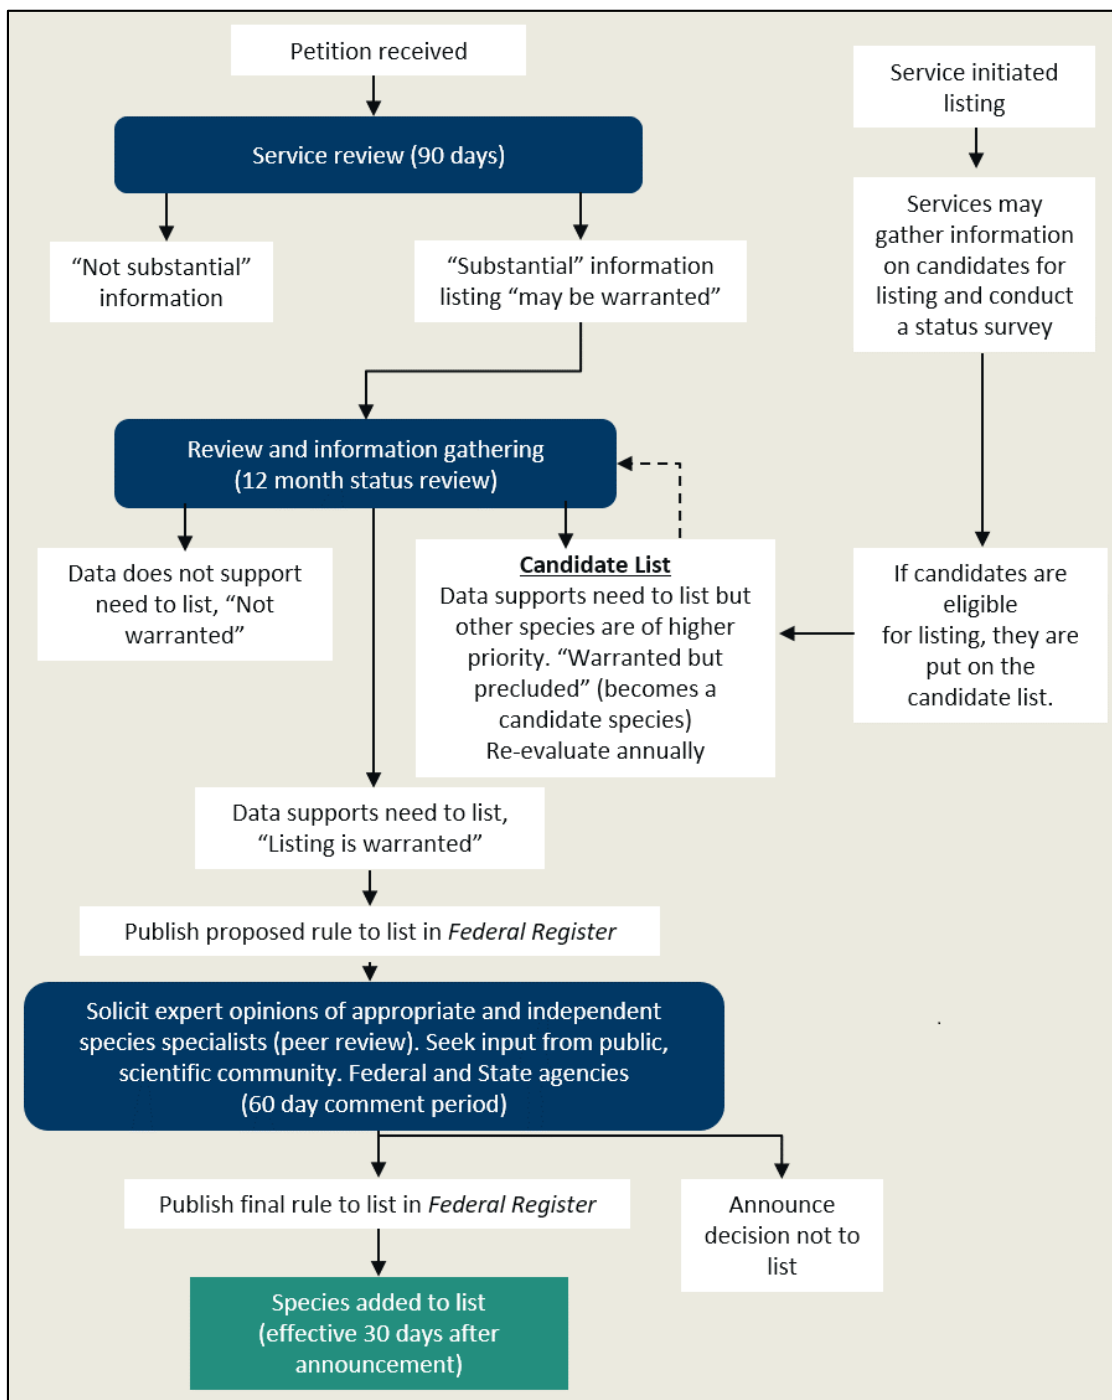 Petition received
Service initiated
listing
Service review (90 days)
Services may
gather information
on candidates for
listing and conduct
a status survey
“Not substantial”
information
“Substantial” information
listing “may be warranted”
Review and information gathering
(12 month status review)
Data does not support
need to list, “Not
warranted”
Candidate List
Data supports need to list but
other species are of higher
priority. “Warranted but
precluded” (becomes a
candidate species)
Re-evaluate annually
If candidates are
eligible
for listing, they are
put on the
candidate list.
Data supports need to list,
“Listing is warranted”
Publish proposed rule to list in Federal Register
Solicit expert opinions of appropriate and independent
species specialists (peer review). Seek input from public,
scientific community. Federal and State agencies
(60 day comment period)
Publish final rule to list in Federal Register
Announce
decision not to
list
Species added to list
(effective 30 days after
announcement)